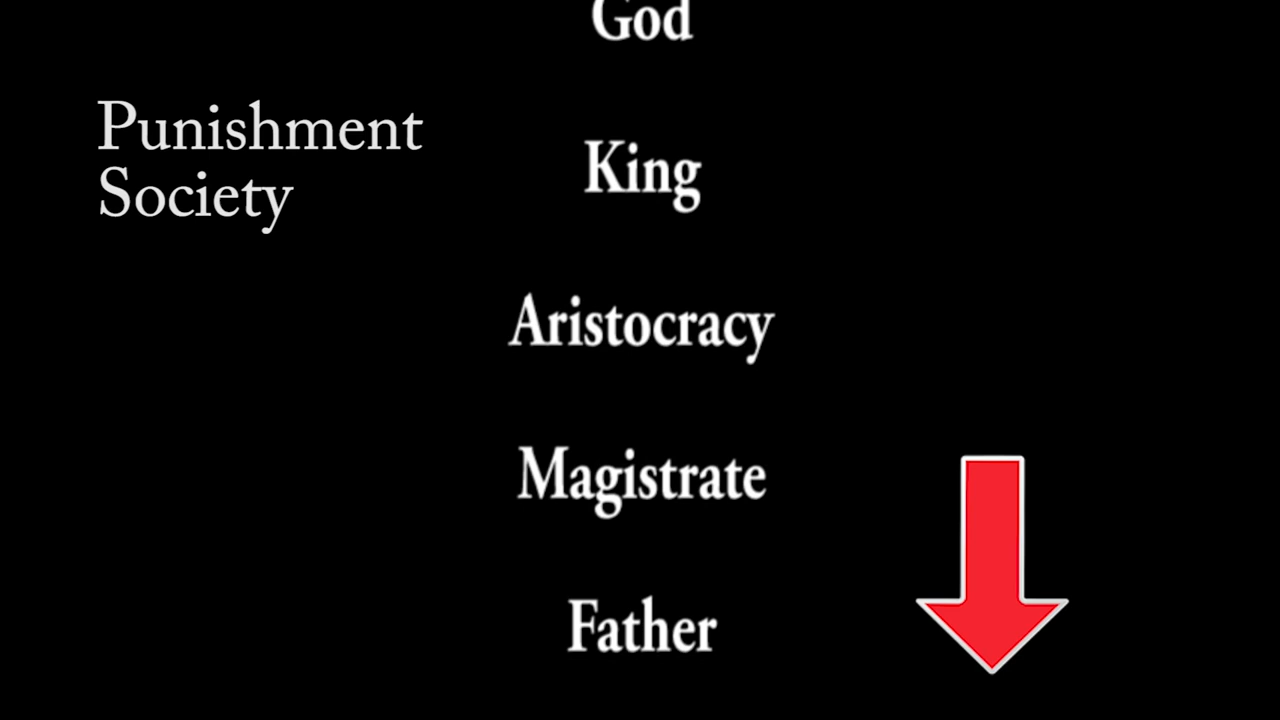 God
Punishment
Society
King
Aristocracy
Magistrate
Father